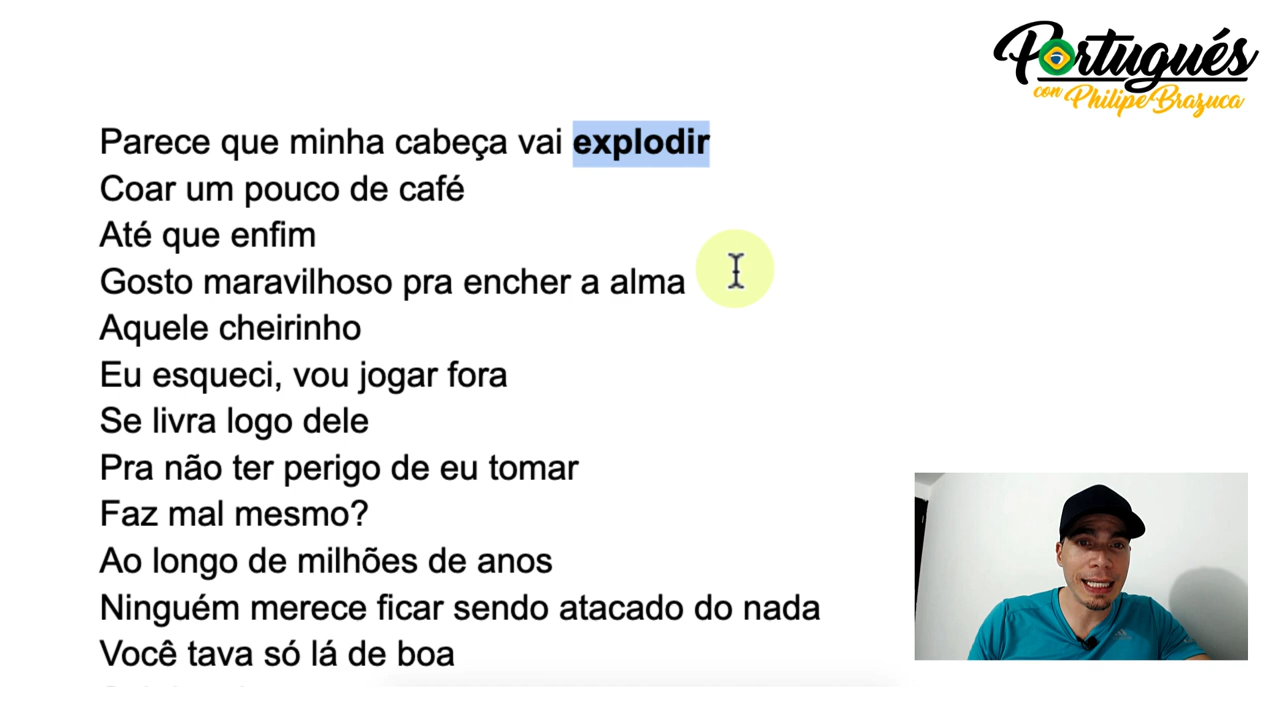 Portugués
con PhilipeBrazuca
Parece que minha cabeça vai explodir
Coar um pouco de café
Até que enfim
Gosto maravilhoso pra encher a alma
Aquele cheirinho
Eu esqueci, vou jogar fora
Se livra logo dele
Pra não ter perigo de eu tomar
Faz mal mesmo?
Ao longo de milhões de anos
Ninguém merece ficar sendo atacado do nada
Você tava só lá de boa